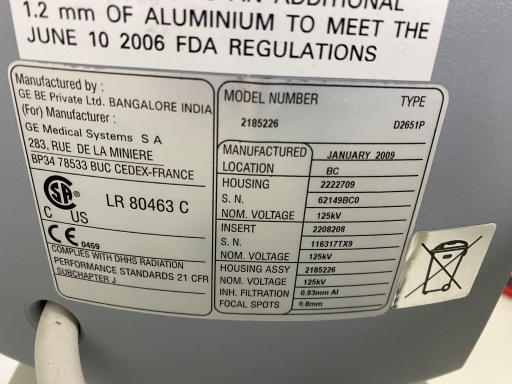 AN ADDITIONAL
1.2 mm OF ALUMINIUM TO MEET THE
JUNE 10 2006 FDA REGULATIONS
Manufactured by :
GE BE Private Ltd. BANGALORE INDIA
(For) Manufacturer :
GE Medical Systems S A
283, RUE DE LA MINIERE
BP34 78533 BUC CEDEX-FRANCE
SA
C US
LR 80463 C
CE 0459
COMPLIES WITH DHHS RADIATION
PERFORMANCE STANDARDS 21 CFR
SUBCHAPTER J
MODEL NUMBER TYPE
2185226 D2651P
MANUFACTURED JANUARY 2009
LOCATION BC
HOUSING 2222709
S. N. 62149BC0
NOM. VOLTAGE 125kV
INSERT 2208208
S. N. 116317TX9
NOM. VOLTAGE 125kV
HOUSING ASSY 2185226
NOM. VOLTAGE 125kV
INH. FILTRATION 0.83mm Al
FOCAL SPOTS 0.8mm